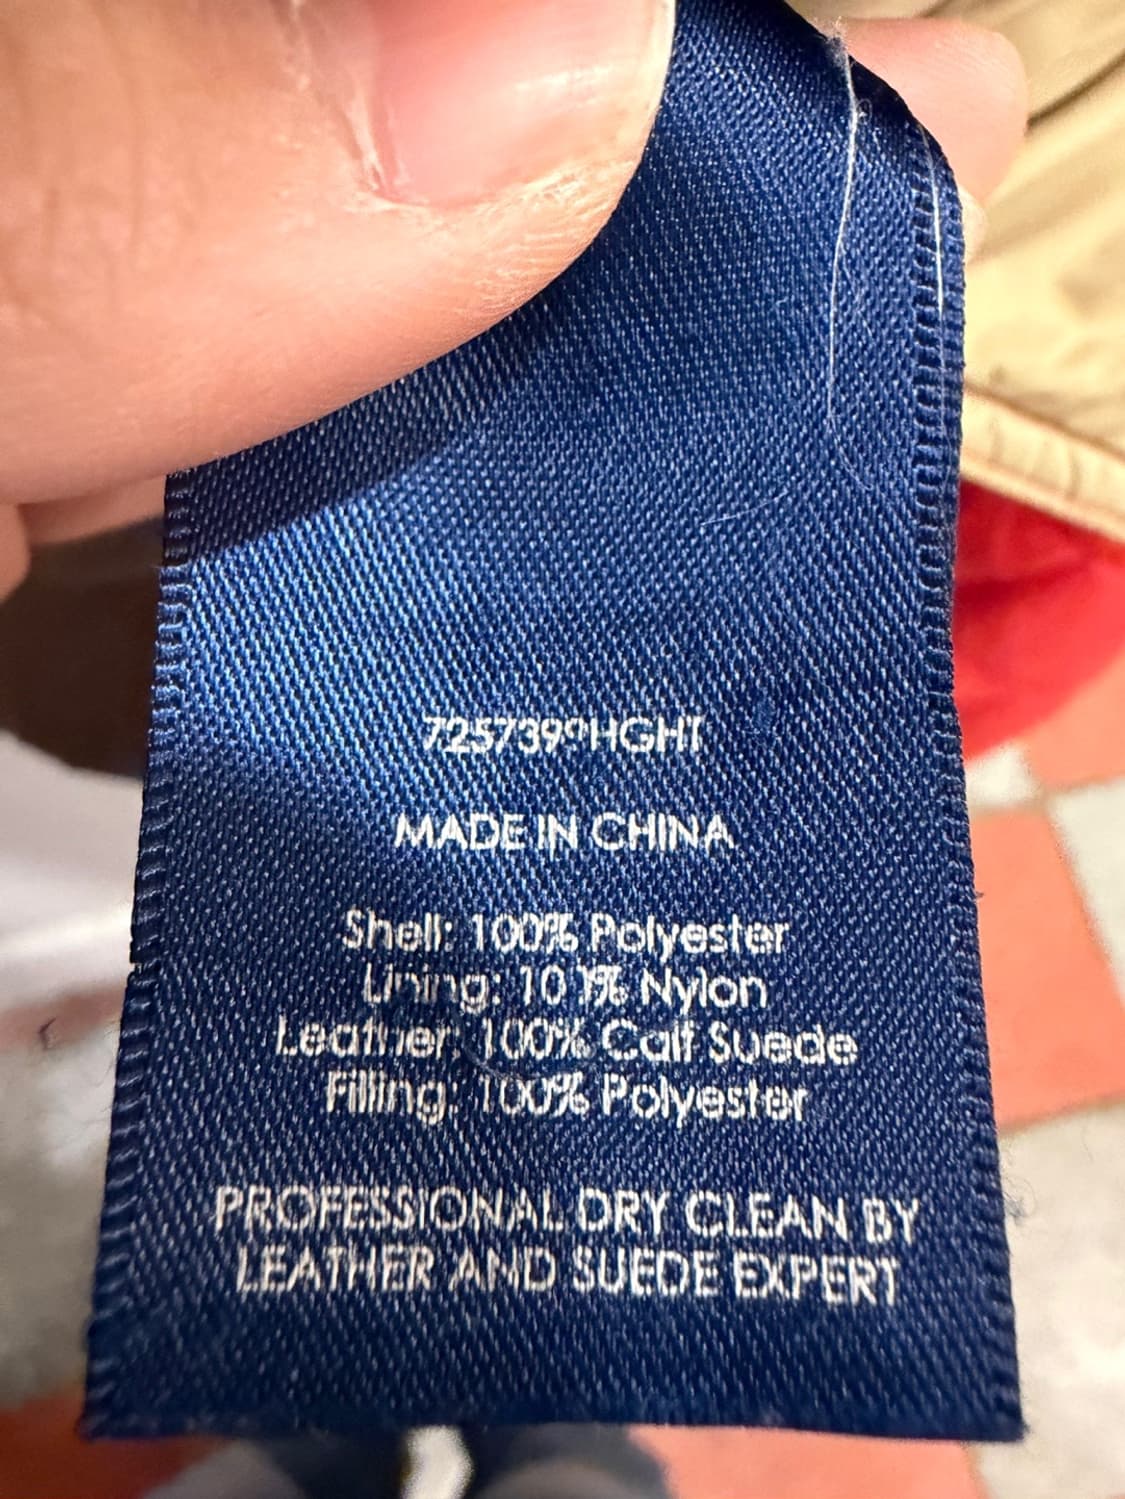 MADE IN CHINA
Shell: 100% Polyester
Lining: 100% Nylon
Leather: 100% Calf Suede
Filling: 100% Polyester
PROFESSIONAL DRY CLEAN BY
LEATHER AND SUEDE EXPERT